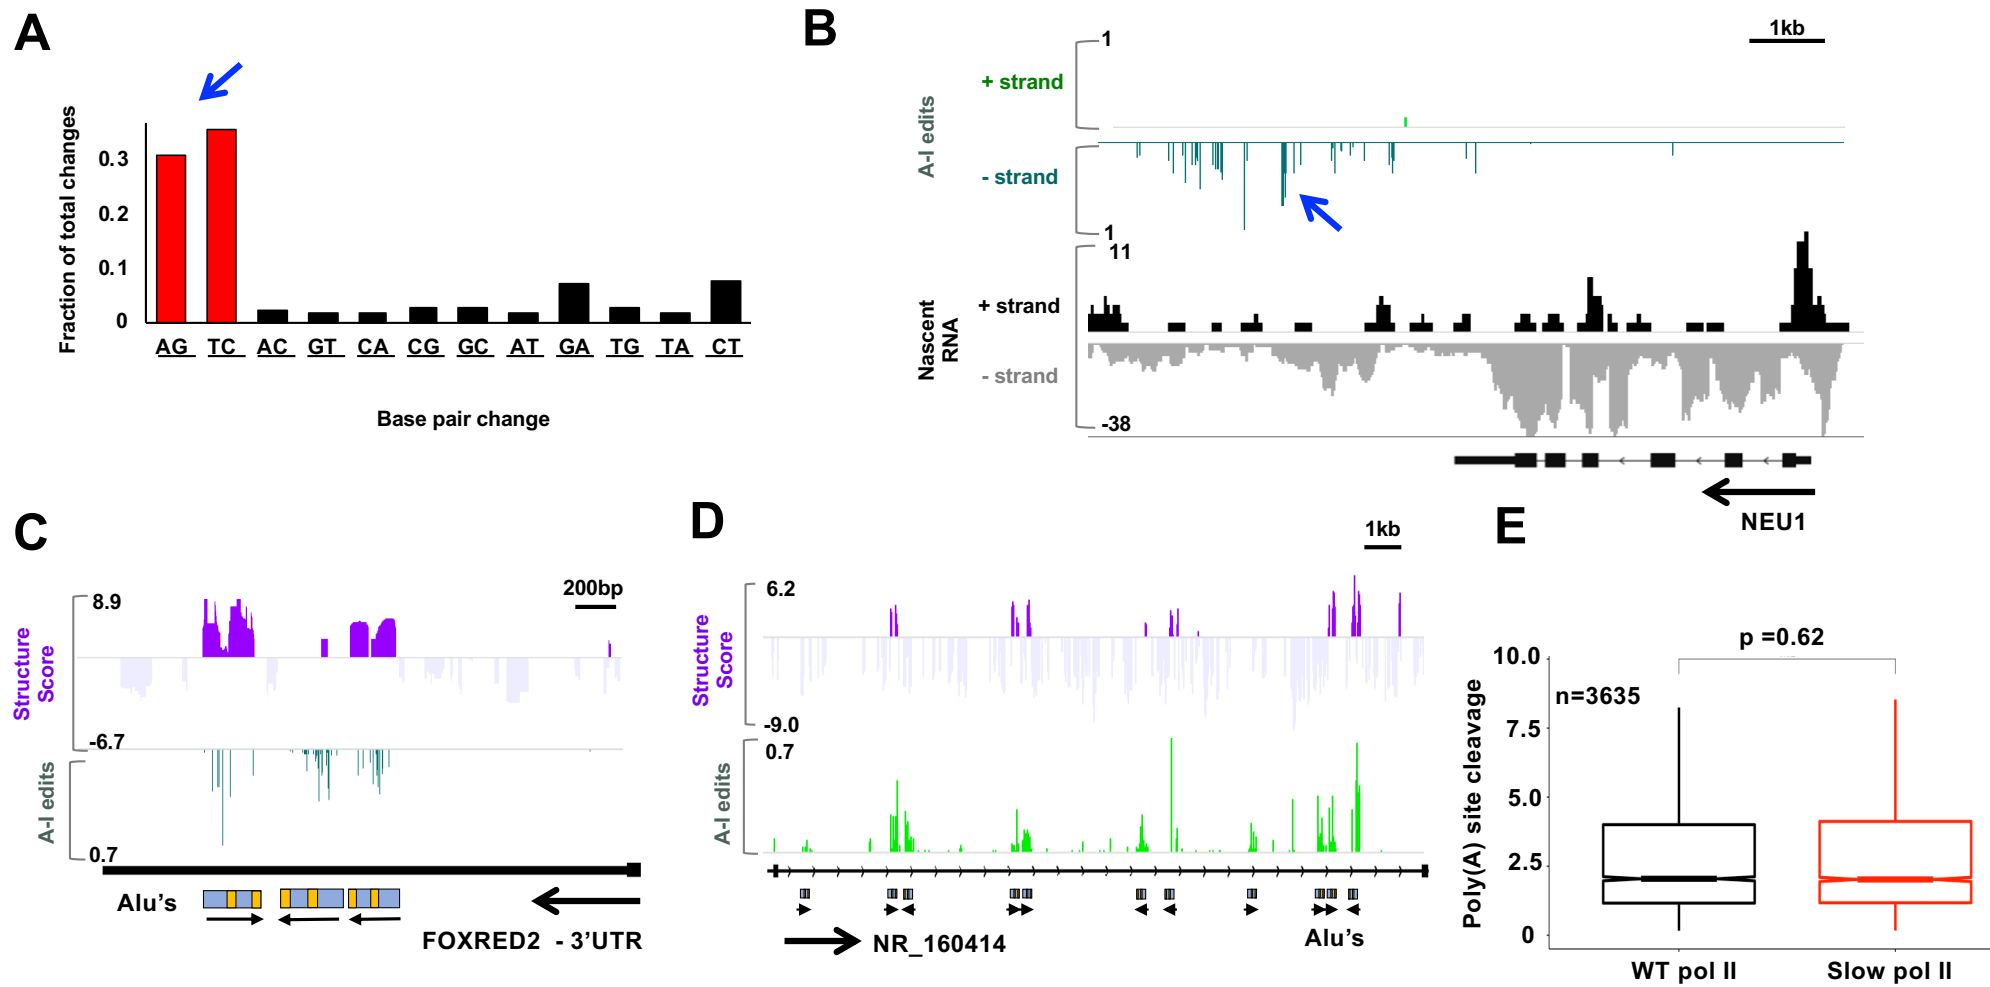 A
Fraction of total changes
0.3
0.2
0.1
0
AG TC AC GT CA CG GC AT GA TG TA CT
Base pair change
B
1kb
A-I edits
1
+ strand
- strand
1
Nascent
RNA
11
+ strand
- strand
-38
NEU1
C
200bp
Structure
Score
8.9
-6.7
A-I edits
0.7
Alu's
FOXRED2 - 3'UTR
D
1kb
Structure
Score
6.2
-9.0
A-I edits
0.7
NR_160414
Alu's
E
p =0.62
n=3635
Poly(A) site cleavage
10.0
7.5
5.0
2.5
0
WT pol II
Slow pol II